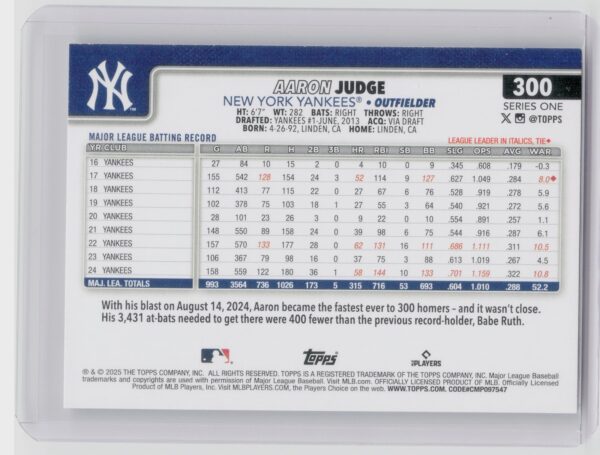 NY
AARON JUDGE
NEW YORK YANKEES® • OUTFIELDER
HT: 6'7" WT: 282 BATS: RIGHT THROWS: RIGHT
DRAFTED: YANKEES #1-JUNE, 2013 ACQ: VIA DRAFT
BORN: 4-26-92, LINDEN, CA HOME: LINDEN, CA
300
SERIES ONE
X @TOPPS
MAJOR LEAGUE BATTING RECORD
LEAGUE LEADER IN ITALICS, TIE◆
YR CLUB G AB R H 2B 3B HR RBI SB BB SLG OPS AVG WAR
16 YANKEES 27 84 10 15 2 0 4 10 0 9 .345 .608 .179 -0.3
17 YANKEES 155 542 128 154 24 3 52 114 9 127 .627 1.049 .284 8.0◆
18 YANKEES 112 413 77 115 22 0 27 67 6 76 .528 .919 .278 5.9
19 YANKEES 102 378 75 103 18 1 27 55 3 64 .540 .921 .272 5.6
20 YANKEES 28 101 23 26 3 0 9 22 0 10 .554 .891 .257 1.1
21 YANKEES 148 550 89 158 24 0 39 98 6 75 .544 .916 .287 6.1
22 YANKEES 157 570 133 177 28 0 62 131 16 111 .686 1.111 .311 10.5
23 YANKEES 106 367 79 98 16 0 37 75 3 88 .613 1.019 .267 4.5
24 YANKEES 158 559 122 180 36 1 58 144 10 133 .701 1.159 .322 10.8
MAJ. LEA. TOTALS 993 3564 736 1026 173 5 315 716 53 693 .604 1.010 .288 52.2
With his blast on August 14, 2024, Aaron became the fastest ever to 300 homers – and it wasn't close.
His 3,431 at-bats needed to get there were 400 fewer than the previous record-holder, Babe Ruth.
Topps
PLAYERS
® & © 2025 THE TOPPS COMPANY, INC. ALL RIGHTS RESERVED. TOPPS IS A REGISTERED TRADEMARK OF THE TOPPS COMPANY, INC. Major League Baseball
trademarks and copyrights are used with permission of Major League Baseball. Visit MLB.com. OFFICIALLY LICENSED PRODUCT OF MLB. Officially Licensed
Product of MLB Players, Inc. Visit MLBPLAYERS.COM, the Players Choice on the web. WWW.TOPPS.COM. CODE#CMP097547